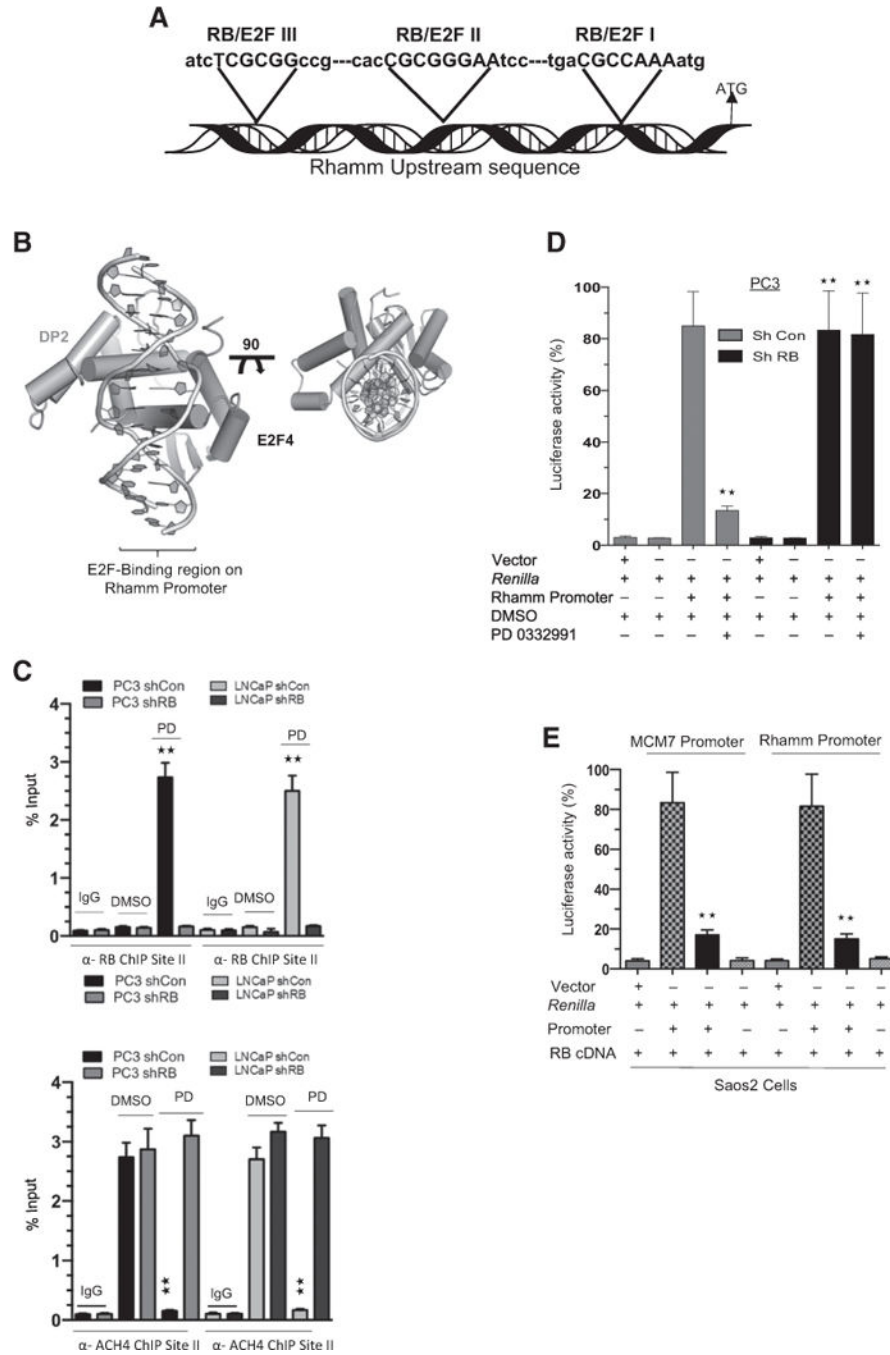 A
RB/E2F III RB/E2F II RB/E2F I
atcTCGCGGccg---cacCGCGGGAAtcc---tgaCGCCAAAatg
ATG
Rhamm Upstream sequence
B
DP2
90
E2F4
E2F-Binding region on
Rhamm Promoter
C
PC3 shCon LNCaP shCon
PC3 shRB LNCaP shRB
4
3
2
1
0
% Input
PD
★★
PD
★★
IgG DMSO IgG DMSO
α- RB ChIP Site II α- RB ChIP Site II
PC3 shCon LNCaP shCon
PC3 shRB LNCaP shRB
4
3
2
1
0
% Input
DMSO PD DMSO PD
IgG ★★ IgG ★★
α- ACH4 ChIP Site II α- ACH4 ChIP Site II
D
PC3
★★ ★★
Sh Con
Sh RB
★★
100
80
60
40
20
0
Luciferase activity (%)
Vector + – – – + – – –
Renilla + + + + + + + +
Rhamm Promoter – – + + – – + +
DMSO + + + + + + + +
PD 0332991 – – – + – – – +
E
MCM7 Promoter Rhamm Promoter
100
80
60
40
20
0
Luciferase activity (%)
★★ ★★
Vector + – – – + – – –
Renilla + + + + + + + +
Promoter – + + – – + + –
RB cDNA + + + + + + + +
Saos2 Cells